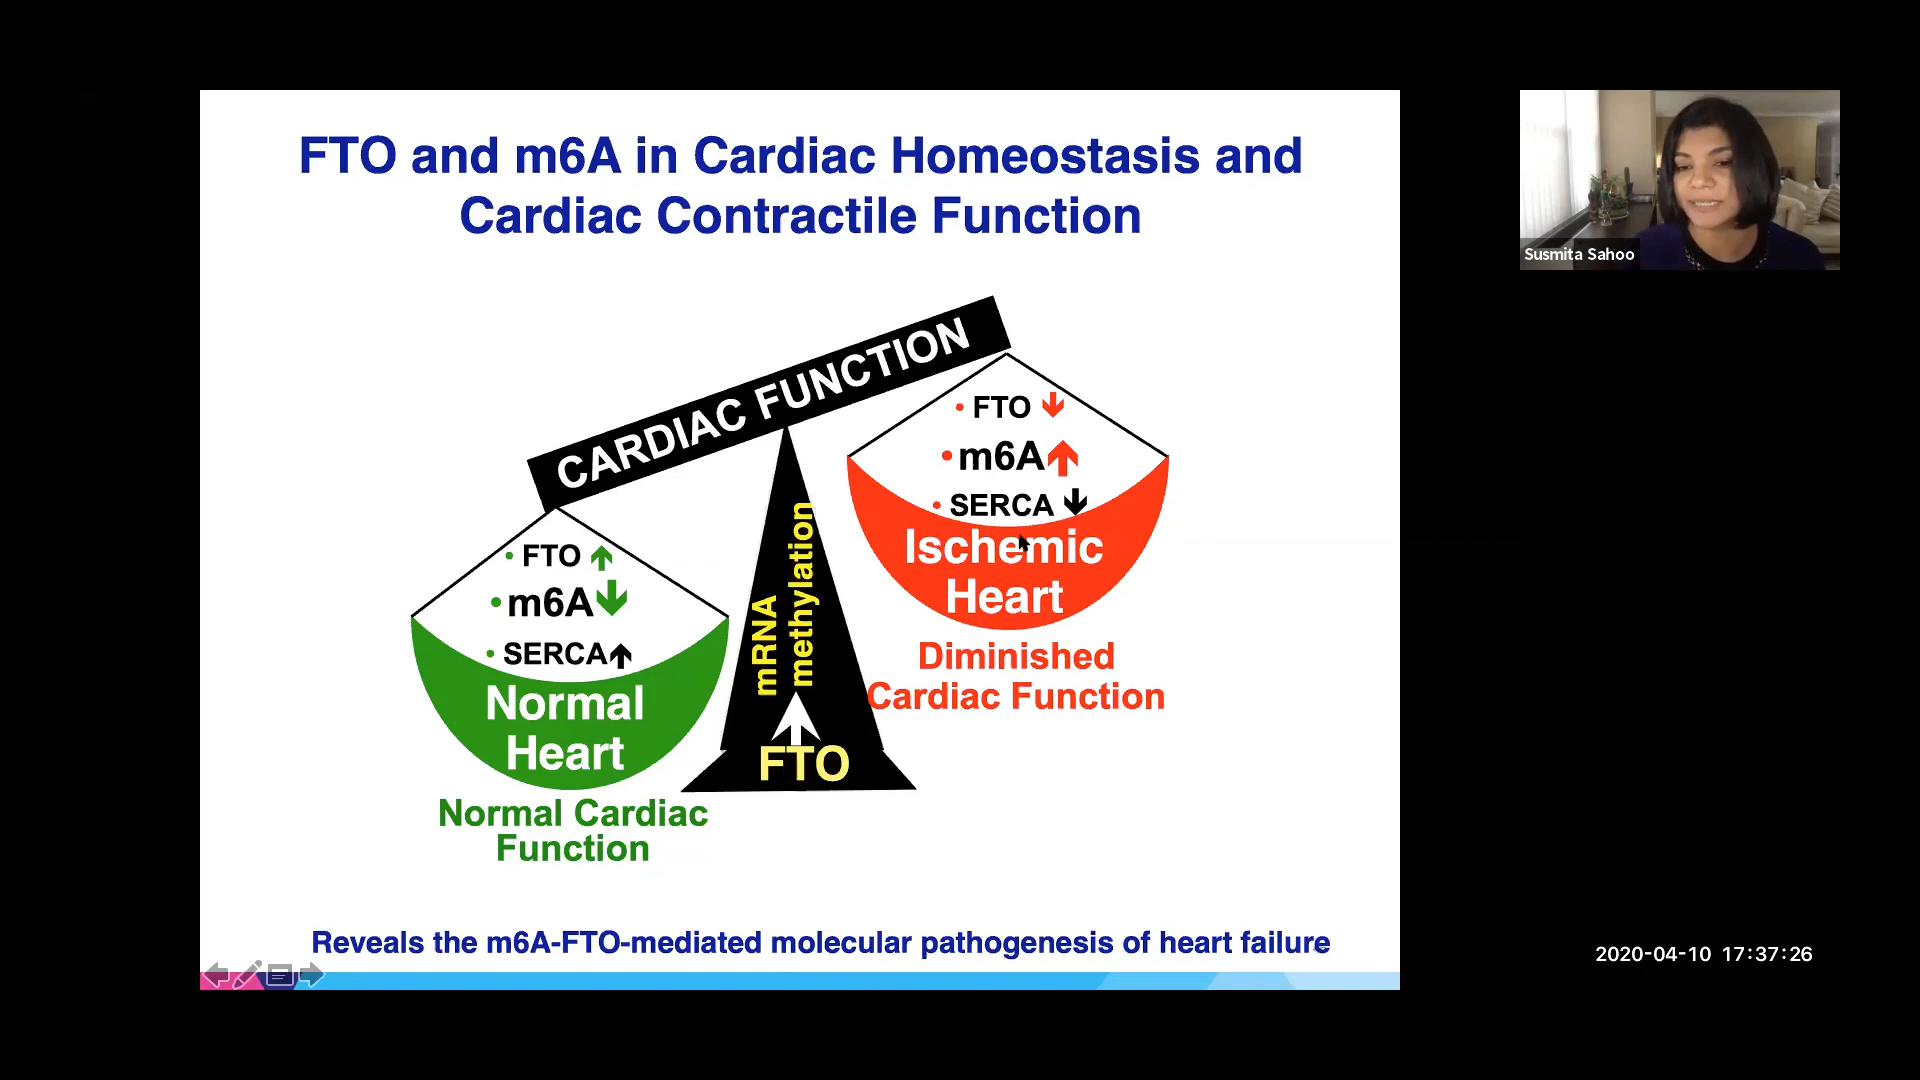 FTO and m6A in Cardiac Homeostasis and
Cardiac Contractile Function
Susmita Sahoo
CARDIAC FUNCTION
• FTO ↓
• m6A ↑
• SERCA ↓
Ischemic
Heart
Diminished
Cardiac Function
• FTO ↑
• m6A ↓
• SERCA ↑
Normal
Heart
Normal Cardiac
Function
mRNA
methylation
FTO
Reveals the m6A-FTO-mediated molecular pathogenesis of heart failure
2020-04-10 17:37:26